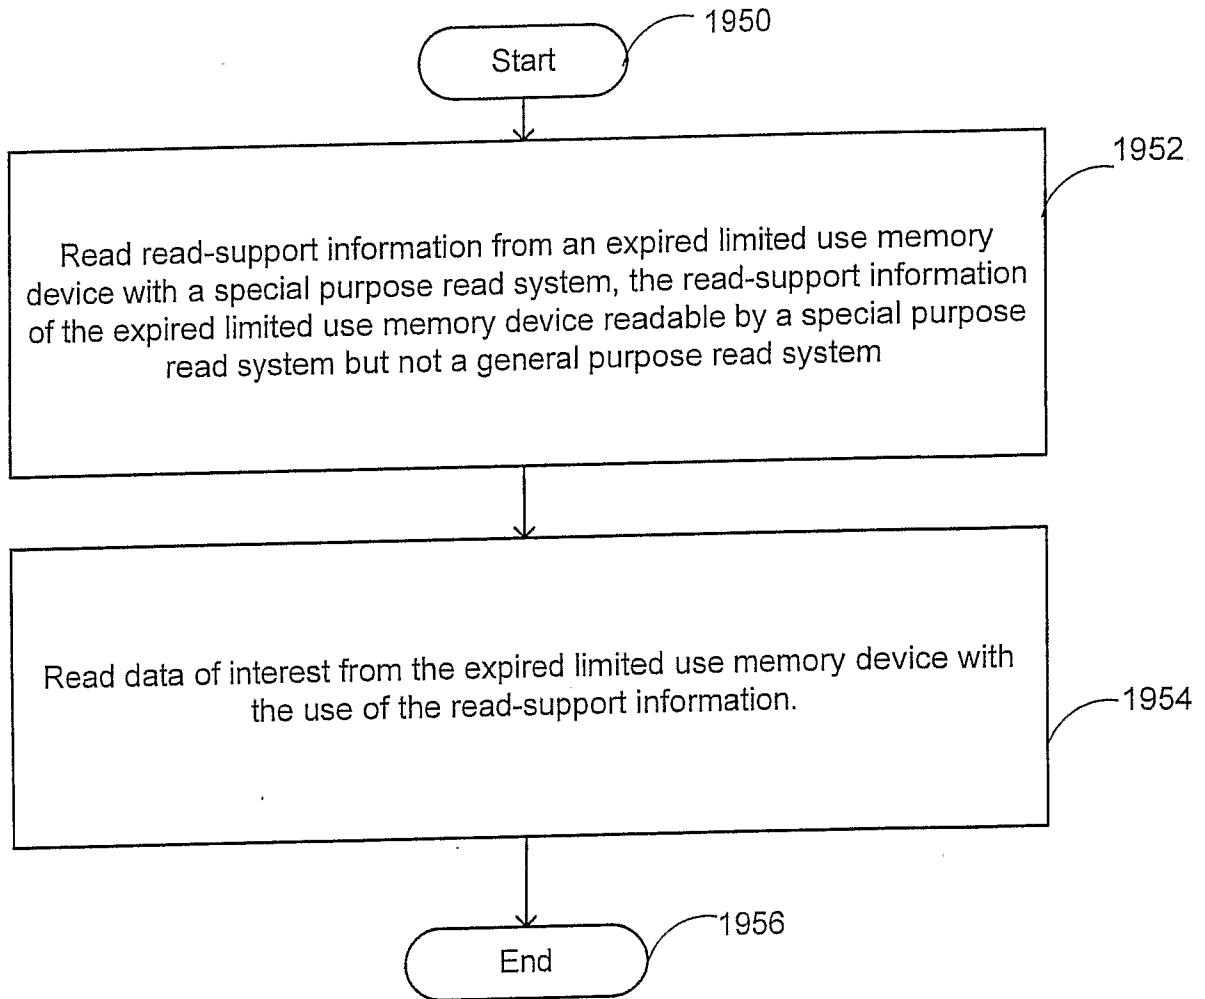 1950
Start
1952
Read read-support information from an expired limited use memory
device with a special purpose read system, the read-support information
of the expired limited use memory device readable by a special purpose
read system but not a general purpose read system
Read data of interest from the expired limited use memory device with
the use of the read-support information.
1954
1956
End